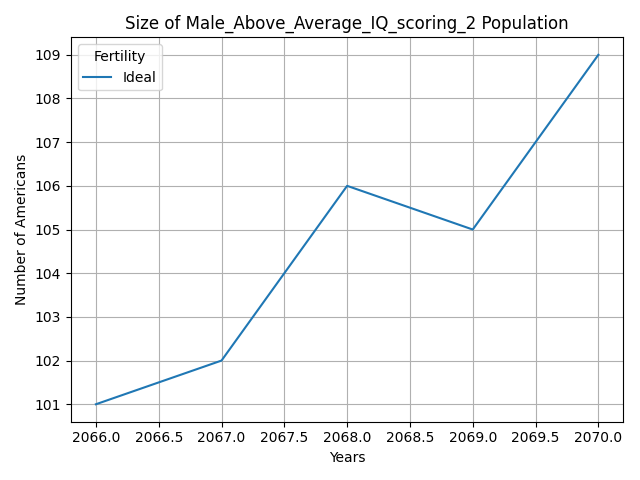 Size of Male_Above_Average_IQ_scoring_2 Population
Fertility
Ideal
109
108
107
106
105
104
103
102
101
Number of Americans
2066.0 2066.5 2067.0 2067.5 2068.0 2068.5 2069.0 2069.5 2070.0
Years